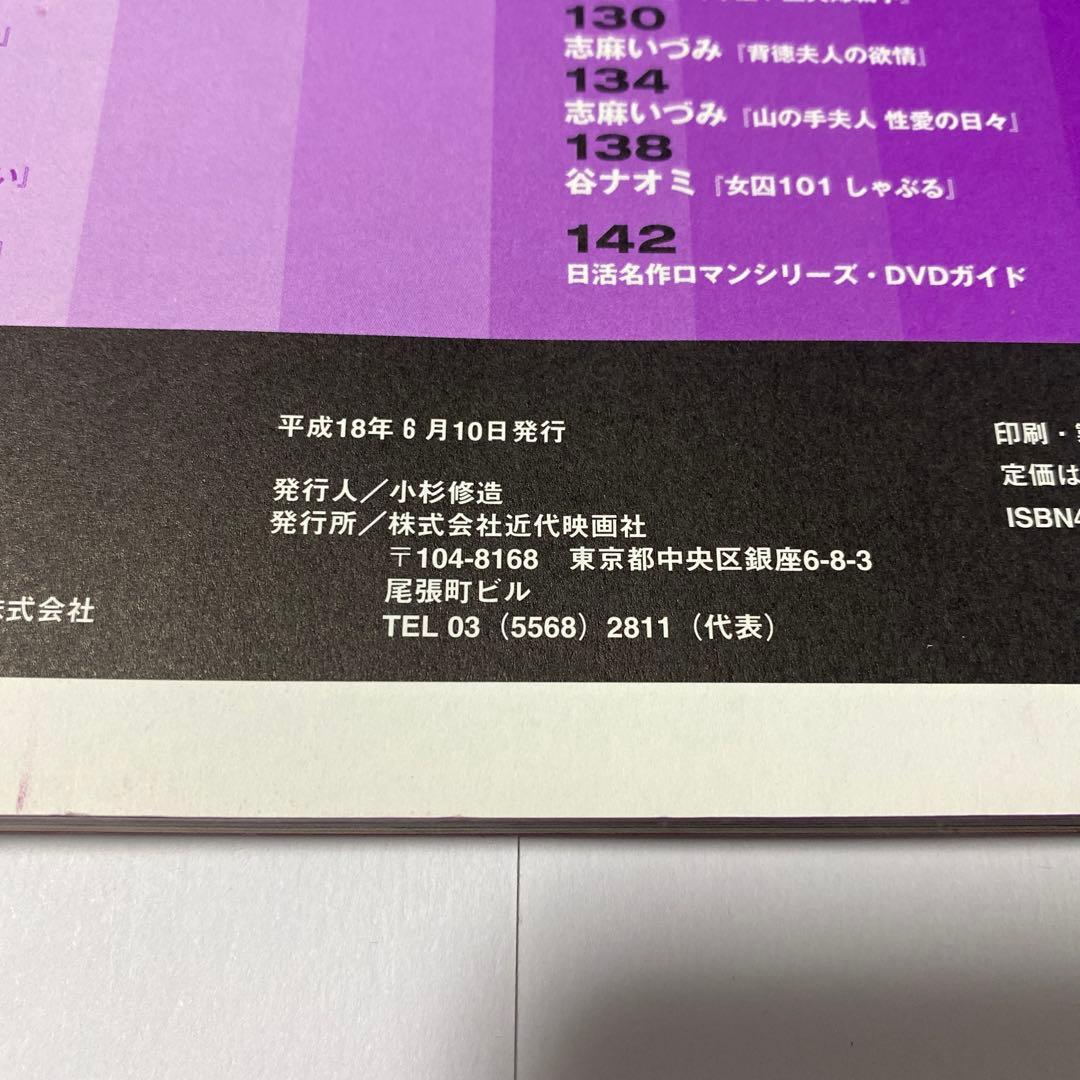 130
志麻いづみ『背徳夫人の欲情』
134
志麻いづみ『山の手夫人 性愛の日々』
138
谷ナオミ『女囚101 しゃぶる』
142
日活名作ロマンシリーズ・DVDガイド
い』
平成18年6月10日発行
発行人／小杉修造
発行所／株式会社近代映画社
〒104-8168 東京都中央区銀座6-8-3
尾張町ビル
TEL 03（5568）2811（代表）
式会社
印刷・
定価は
ISBN4